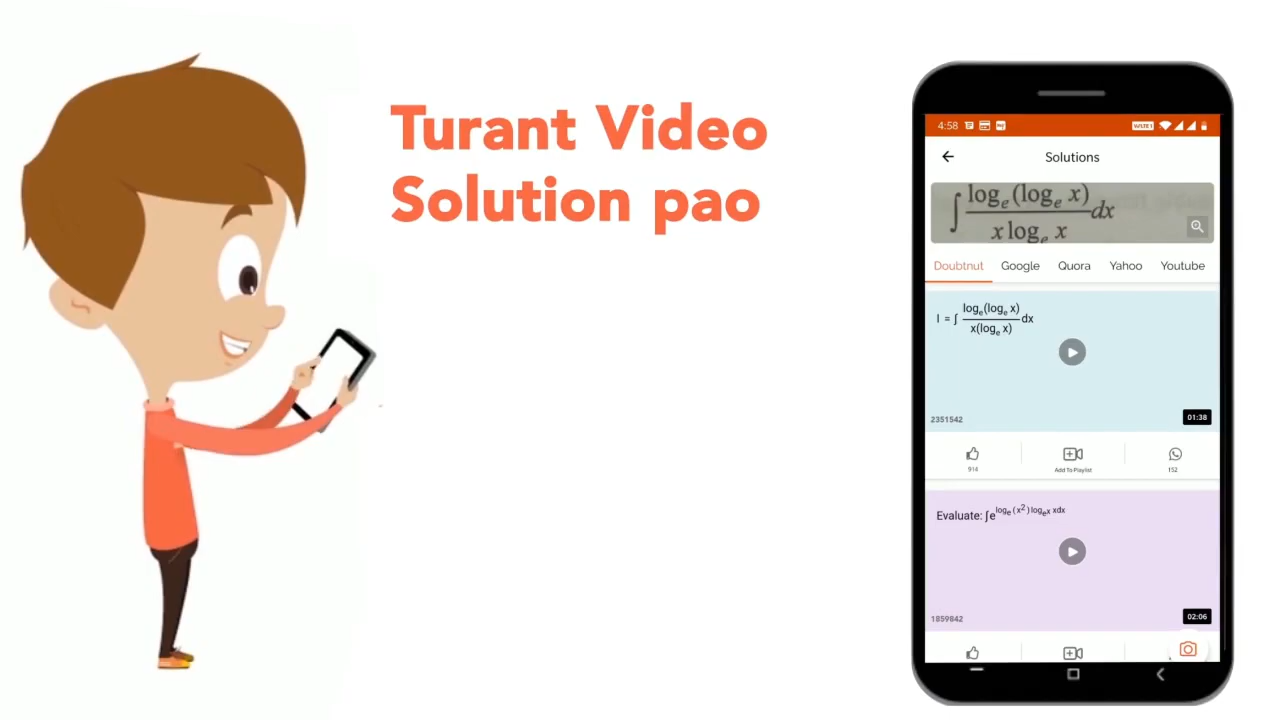 Turant Video
Solution pao
4:58
Solutions
∫ logₑ(logₑ x) / x logₑ x dx
Doubtnut Google Quora Yahoo Youtube
I = ∫ logₑ(logₑ x) / x(logₑ x) dx
2351542 01:38
914 Add To Playlist 152
Evaluate: ∫e^logₑ(x²)logₑx xdx
1859842 02:06